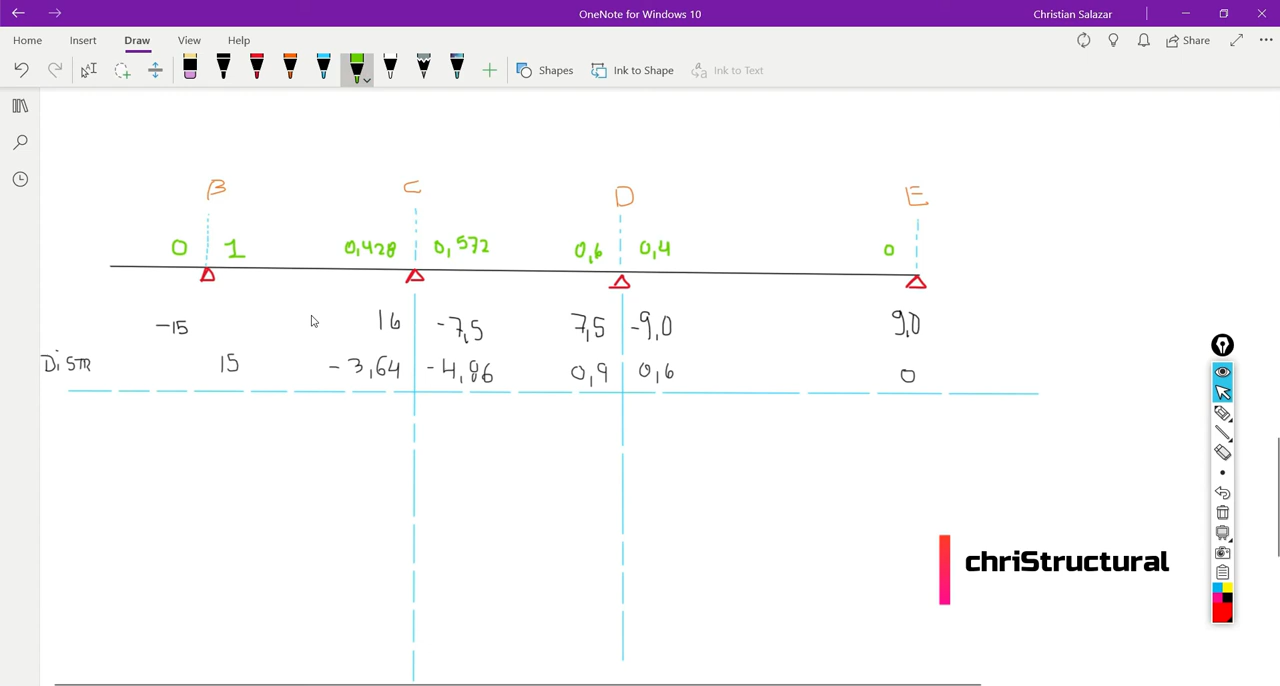 OneNote for Windows 10
Christian Salazar
Home Insert Draw View Help
Share
Shapes Ink to Shape Ink to Text
B C D E
0 1 0,428 0,572 0,6 0,4 0
-15 16 -7,5 7,5 -9,0 9,0
DiSTR 15 -3,64 -4,86 0,9 0,6 0
chriStructural